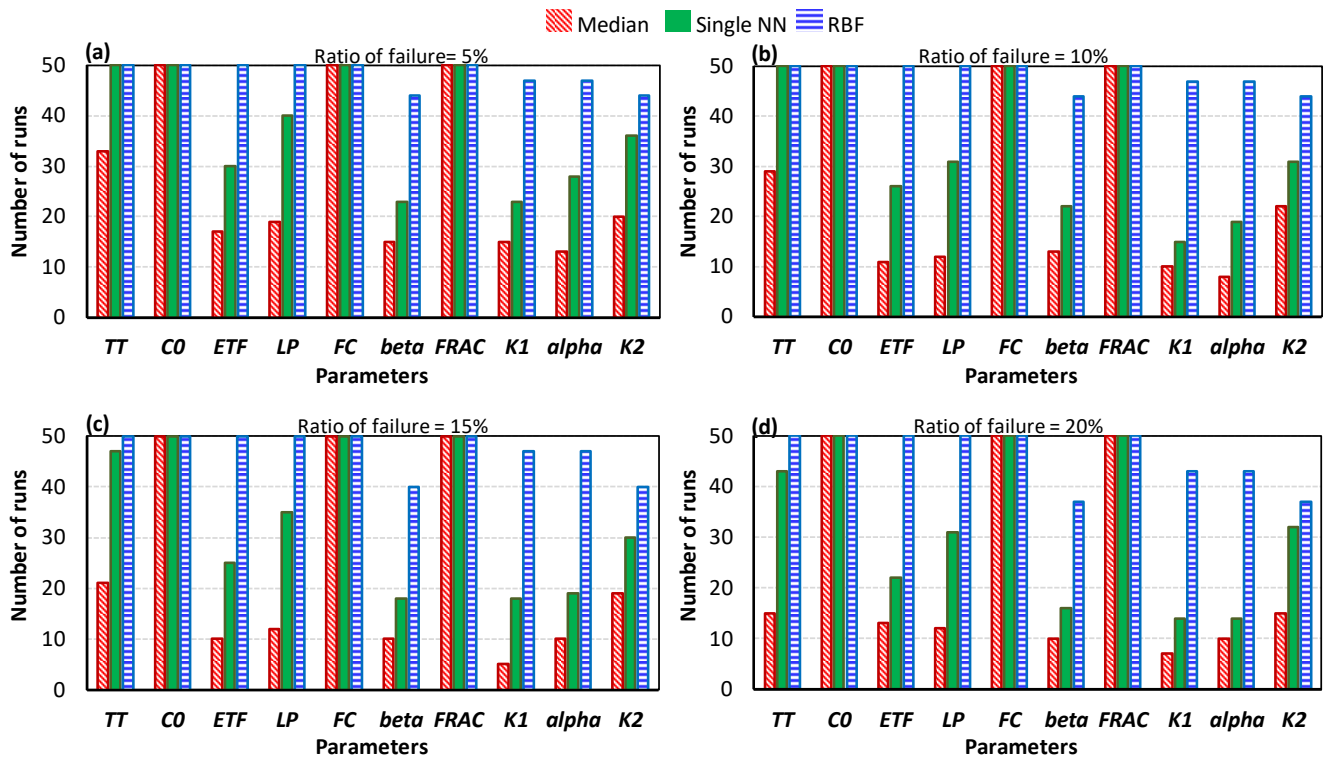 Median Single NN RBF
(a) Ratio of failure= 5%
Number of runs
50
40
30
20
10
0
TT C0 ETF LP FC beta FRAC K1 alpha K2
Parameters
(b) Ratio of failure = 10%
Number of runs
50
40
30
20
10
0
TT C0 ETF LP FC beta FRAC K1 alpha K2
Parameters
(c) Ratio of failure = 15%
Number of runs
50
40
30
20
10
0
TT C0 ETF LP FC beta FRAC K1 alpha K2
Parameters
(d) Ratio of failure = 20%
Number of runs
50
40
30
20
10
0
TT C0 ETF LP FC beta FRAC K1 alpha K2
Parameters